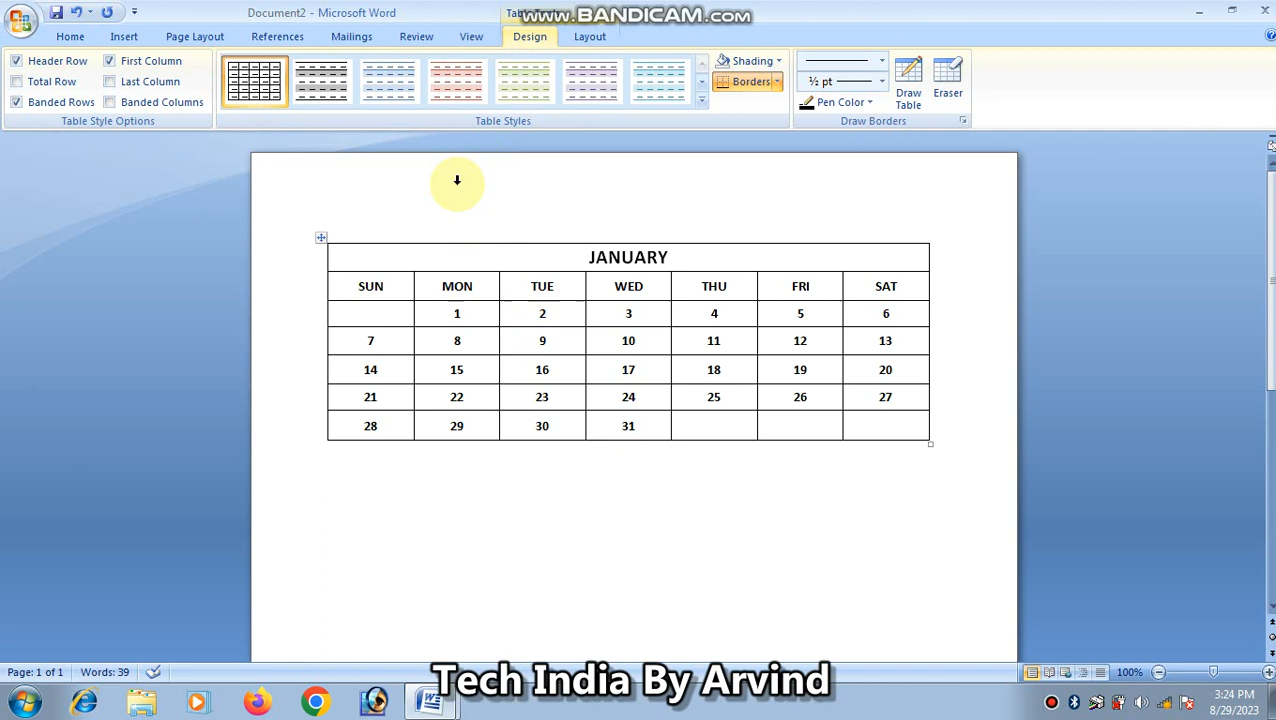 Document2 - Microsoft Word
Table Tools
www.BANDICAM.com
Home Insert Page Layout References Mailings Review View Design Layout
Header Row First Column
Total Row Last Column
Banded Rows Banded Columns
Table Style Options
Table Styles
Shading
Borders
½ pt
Pen Color
Draw Table
Eraser
Draw Borders
JANUARY
SUN MON TUE WED THU FRI SAT
1 2 3 4 5 6
7 8 9 10 11 12 13
14 15 16 17 18 19 20
21 22 23 24 25 26 27
28 29 30 31
Page: 1 of 1 Words: 39 100%
Tech India By Arvind
3:24 PM
8/29/2023